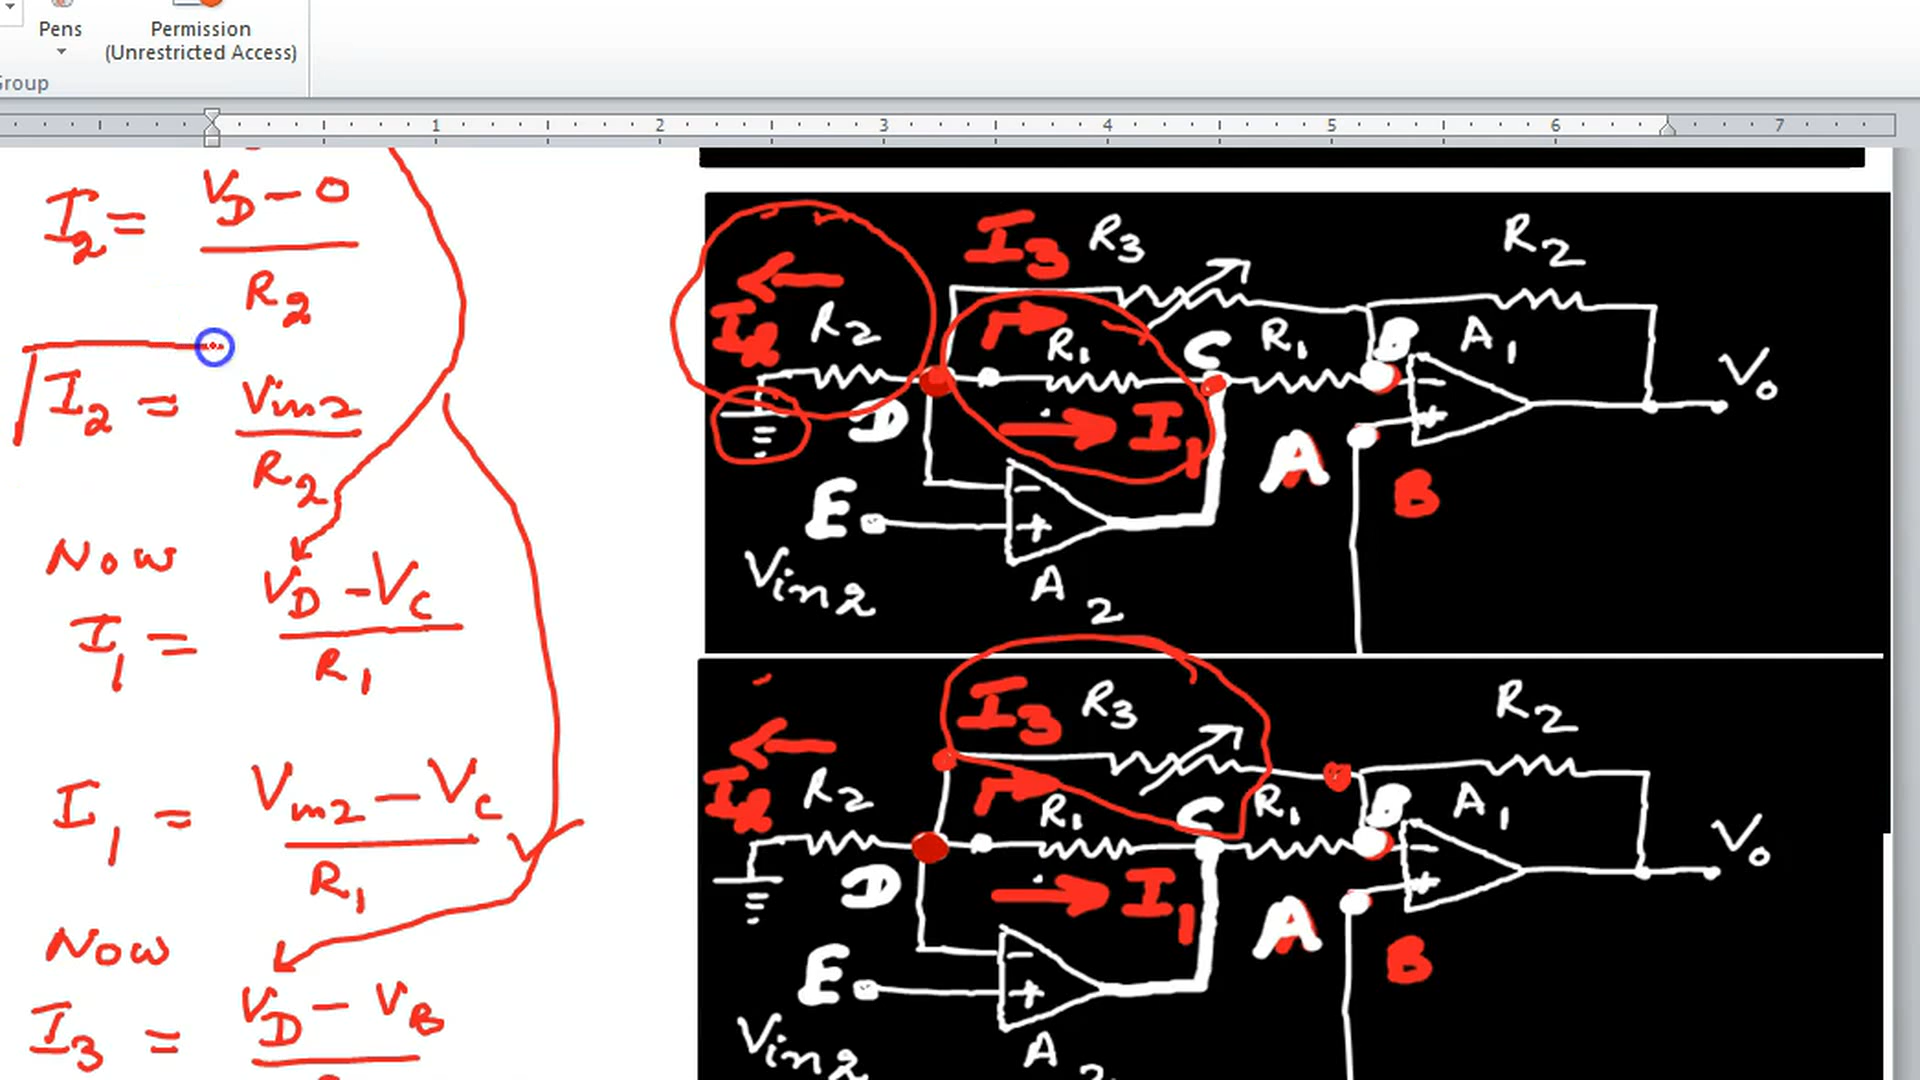 Pens
Permission
(Unrestricted Access)
Group
1 2 3 4 5 6 7
I2 = VD - 0
R2
I2 = Vin2
R2
Now
I1 = VD - VC
R1
I1 = Vin2 - VC
R1
Now
I3 = VD - VB
I3 R3 R2
I2 R2 R1 C R1 B A1 Vo
D I1 A B
E
Vin2 A2
I3 R3 R2
I2 R2 R1 C R1 B A1 Vo
D I1 A B
E
Vin2 A2